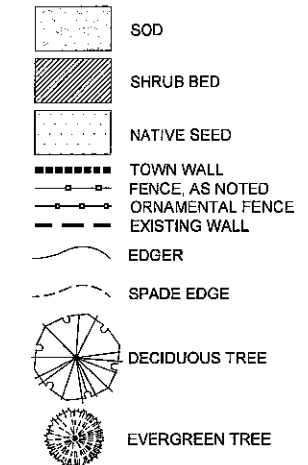 SOD
SHRUB BED
NATIVE SEED
TOWN WALL
FENCE, AS NOTED
ORNAMENTAL FENCE
EXISTING WALL
EDGER
SPADE EDGE
DECIDUOUS TREE
EVERGREEN TREE